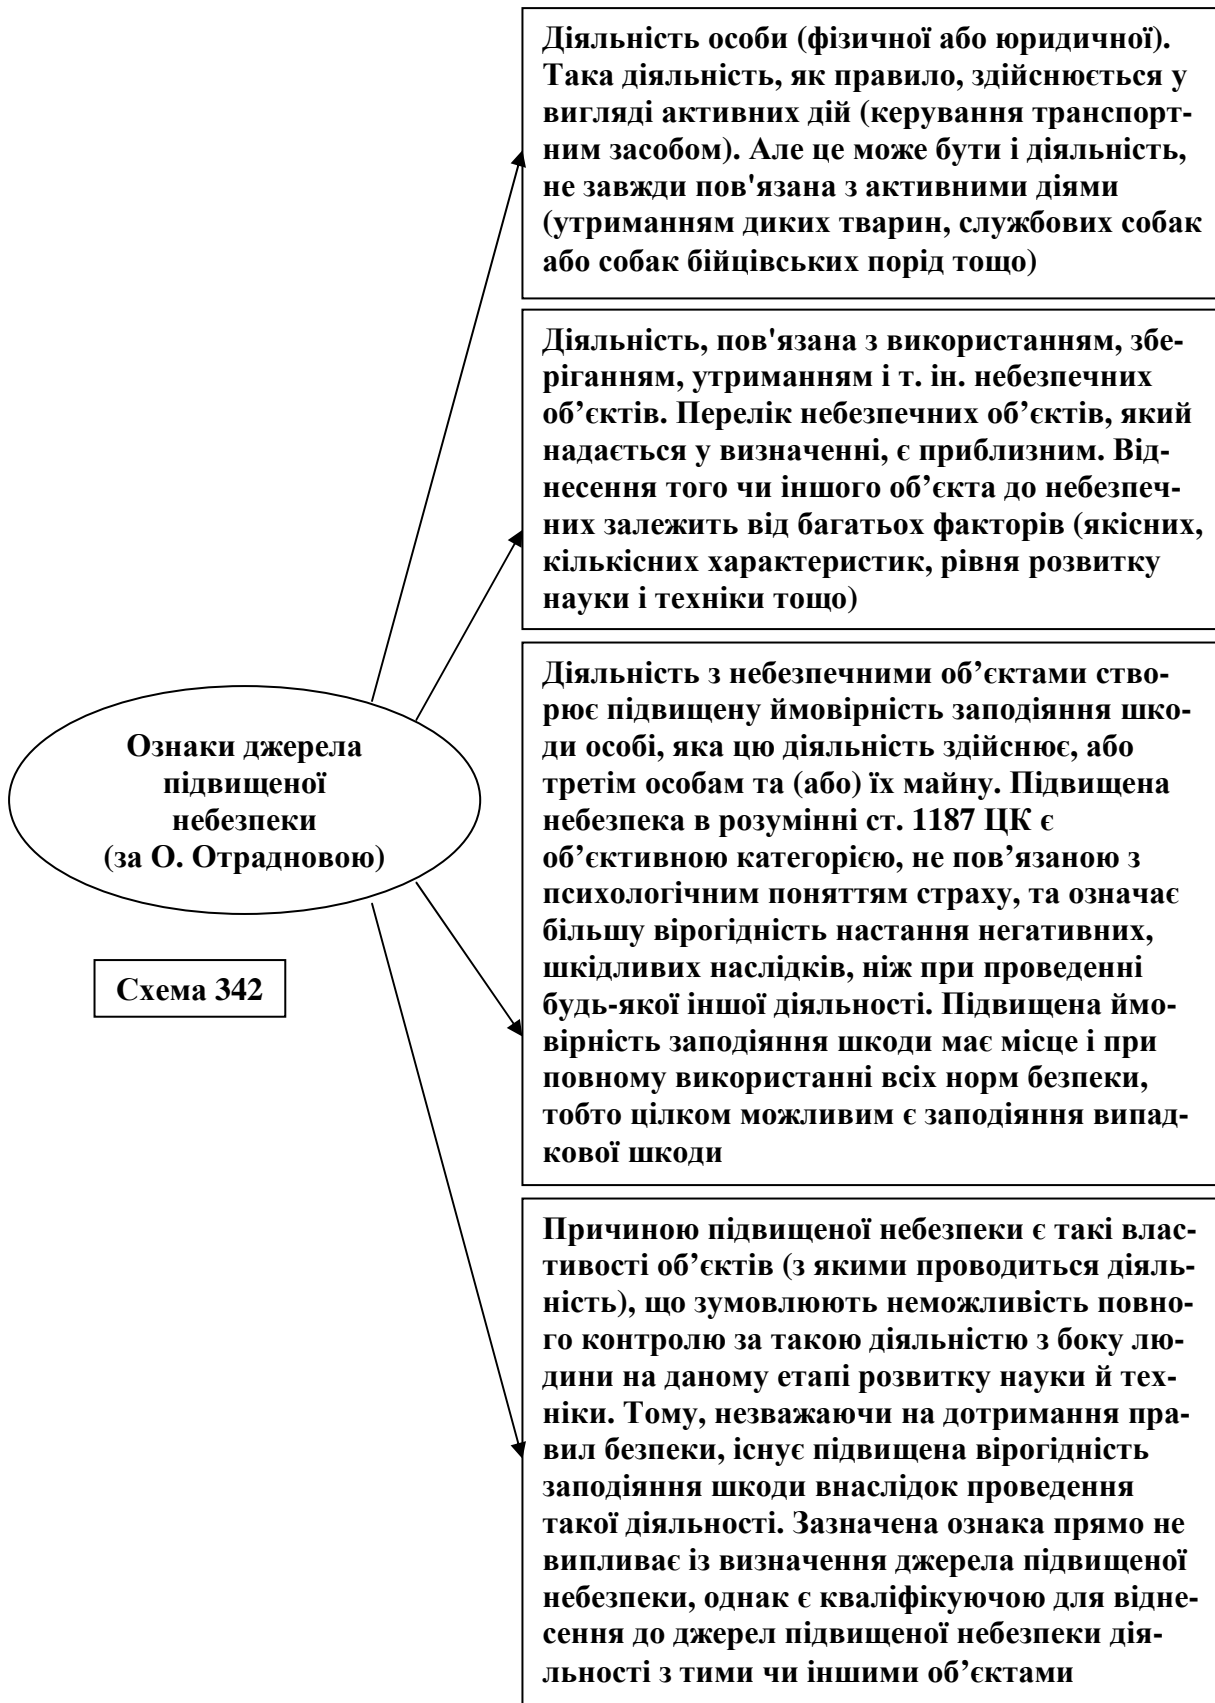 Діяльність особи (фізичної або юридичної).
Така діяльність, як правило, здійснюється у
вигляді активних дій (керування транспорт-
ним засобом). Але це може бути і діяльність,
не завжди пов'язана з активними діями
(утриманням диких тварин, службових собак
або собак бійцівських порід тощо)
Діяльність, пов'язана з використанням, збе-
ріганням, утриманням і т. ін. небезпечних
об’єктів. Перелік небезпечних об’єктів, який
надається у визначенні, є приблизним. Від-
несення того чи іншого об’єкта до небезпеч-
них залежить від багатьох факторів (якісних,
кількісних характеристик, рівня розвитку
науки і техніки тощо)
Діяльність з небезпечними об’єктами ство-
рює підвищену ймовірність заподіяння шко-
ди особі, яка цю діяльність здійснює, або
третім особам та (або) їх майну. Підвищена
небезпека в розумінні ст. 1187 ЦК є
об’єктивною категорією, не пов’язаною з
психологічним поняттям страху, та означає
більшу вірогідність настання негативних,
шкідливих наслідків, ніж при проведенні
будь-якої іншої діяльності. Підвищена ймо-
вірність заподіяння шкоди має місце і при
повному використанні всіх норм безпеки,
тобто цілком можливим є заподіяння випад-
кової шкоди
Ознаки джерела
підвищеної
небезпеки
(за О. Отрадновою)
Схема 342
Причиною підвищеної небезпеки є такі влас-
тивості об’єктів (з якими проводиться діяль-
ність), що зумовлюють неможливість повно-
го контролю за такою діяльністю з боку лю-
дини на даному етапі розвитку науки й тех-
ніки. Тому, незважаючи на дотримання пра-
вил безпеки, існує підвищена вірогідність
заподіяння шкоди внаслідок проведення
такої діяльності. Зазначена ознака прямо не
випливає із визначення джерела підвищеної
небезпеки, однак є кваліфікуючою для відне-
сення до джерел підвищеної небезпеки дія-
льності з тими чи іншими об’єктами